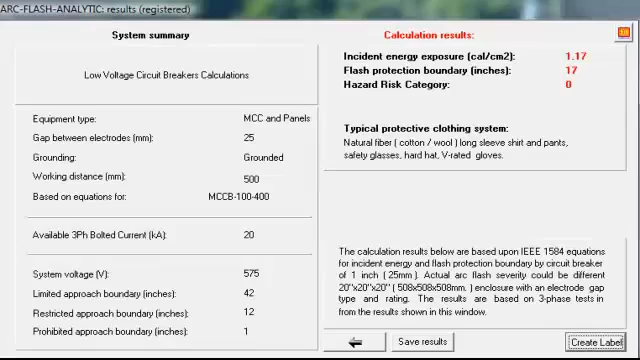 ARC-FLASH-ANALYTIC: results (registered)
System summary
Low Voltage Circuit Breakers Calculations
Equipment type: MCC and Panels
Gap between electrodes (mm): 25
Grounding: Grounded
Working distance (mm): 500
Based on equations for: MCCB-100-400
Available 3Ph Bolted Current (kA): 20
System voltage (V): 575
Limited approach boundary (inches): 42
Restricted approach boundary (inches): 12
Prohibited approach boundary (inches): 1
Calculation results:
Incident energy exposure (cal/cm2): 1.17
Flash protection boundary (inches): 17
Hazard Risk Category: 0
Typical protective clothing system:
Natural fiber ( cotton / wool ) long sleeve shirt and pants,
safety glasses, hard hat, V-rated gloves.
The calculation results below are based upon IEEE 1584 equations
for incident energy and flash protection boundary by circuit breaker
of 1 inch ( 25mm). Actual arc flash severity could be different
20"x20"x20" (508x508x508mm. ) enclosure with an electrode gap
type and rating. The results are based on 3-phase tests in
from the results shown in this window.
Save results
Create Label